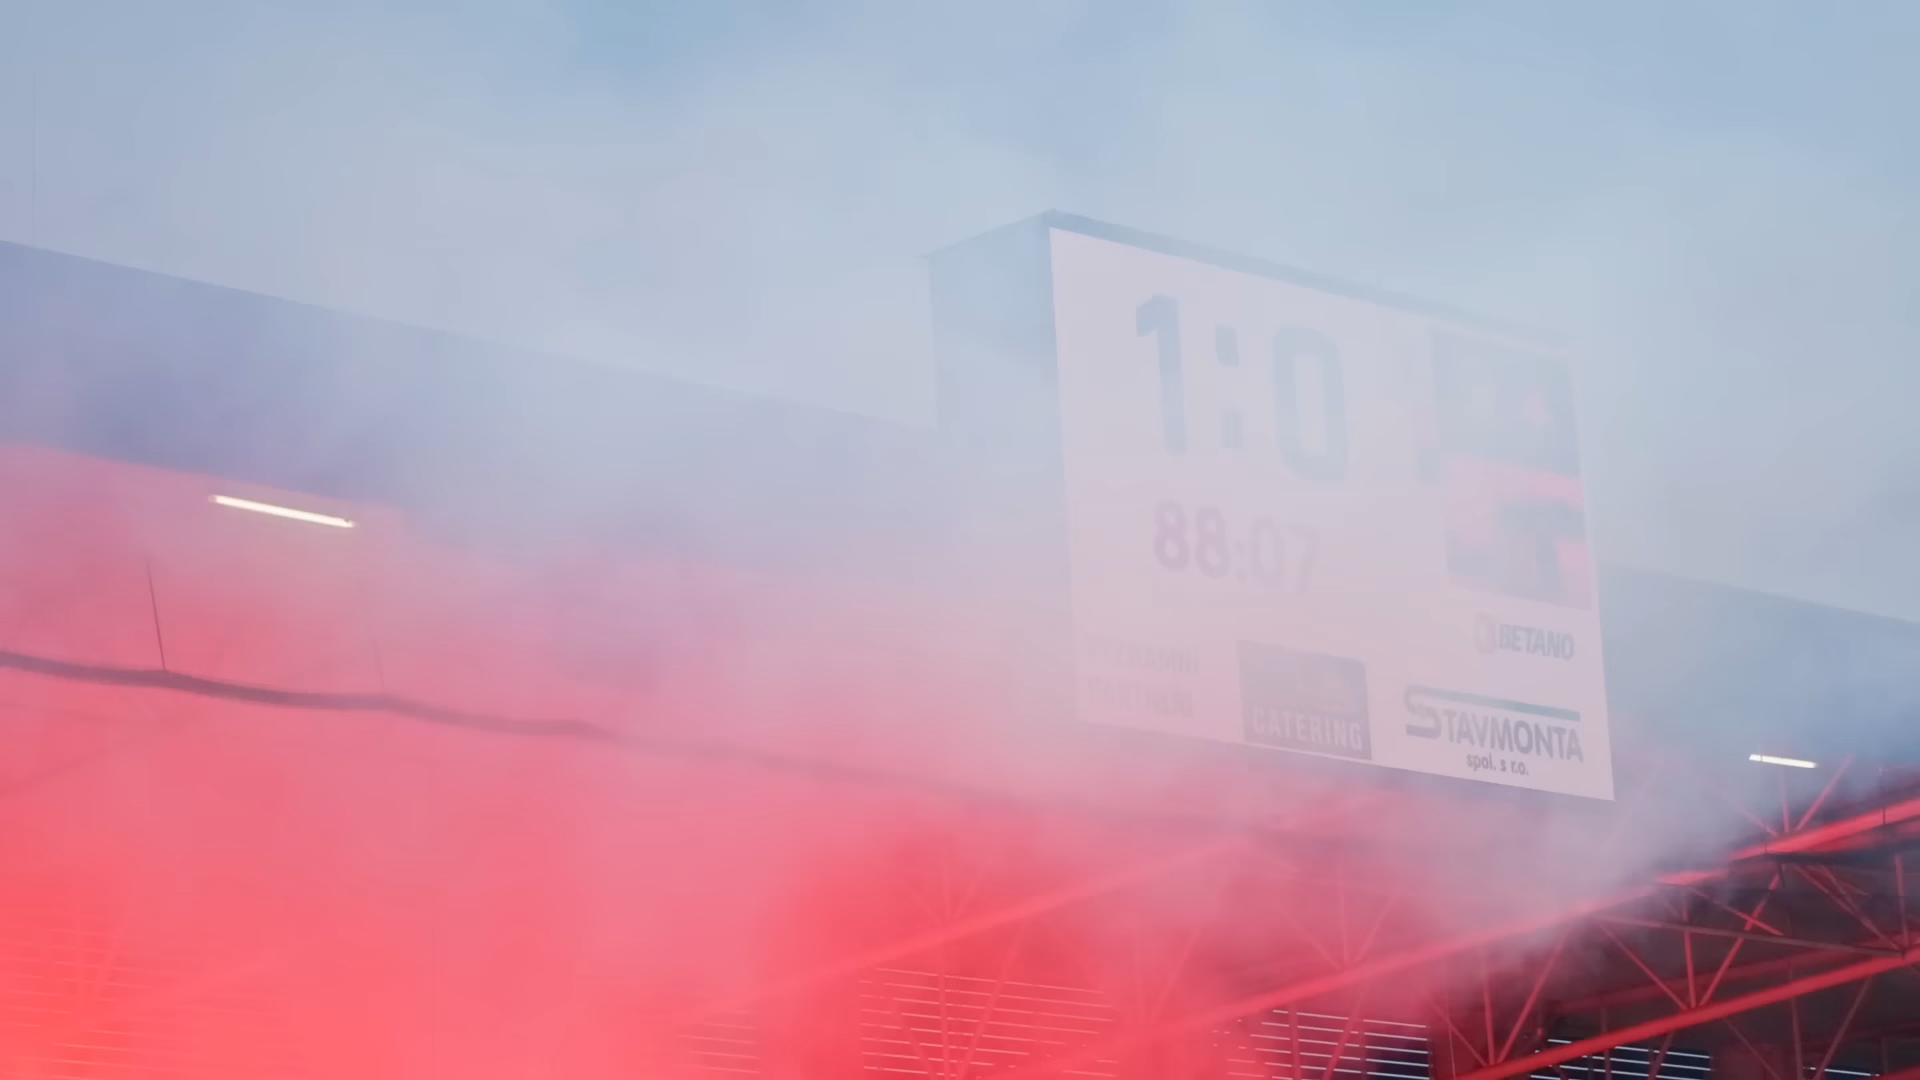 1:0
88:07
BETANO
CATERING
STAVMONTA
spol. s r.o.